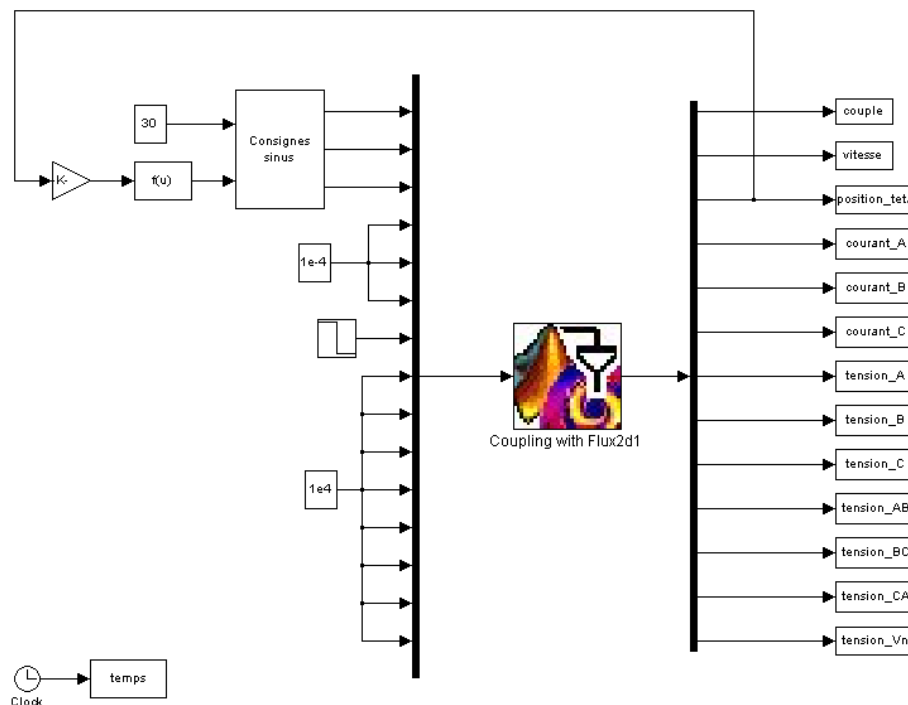 30
Consignes
sinus
K-
f(u)
1e-4
1e4
Coupling with Flux2d1
couple
vitesse
position_tet
courant_A
courant_B
courant_C
tension_A
tension_B
tension_C
tension_AB
tension_BC
tension_CA
tension_Vn
temps
Clock